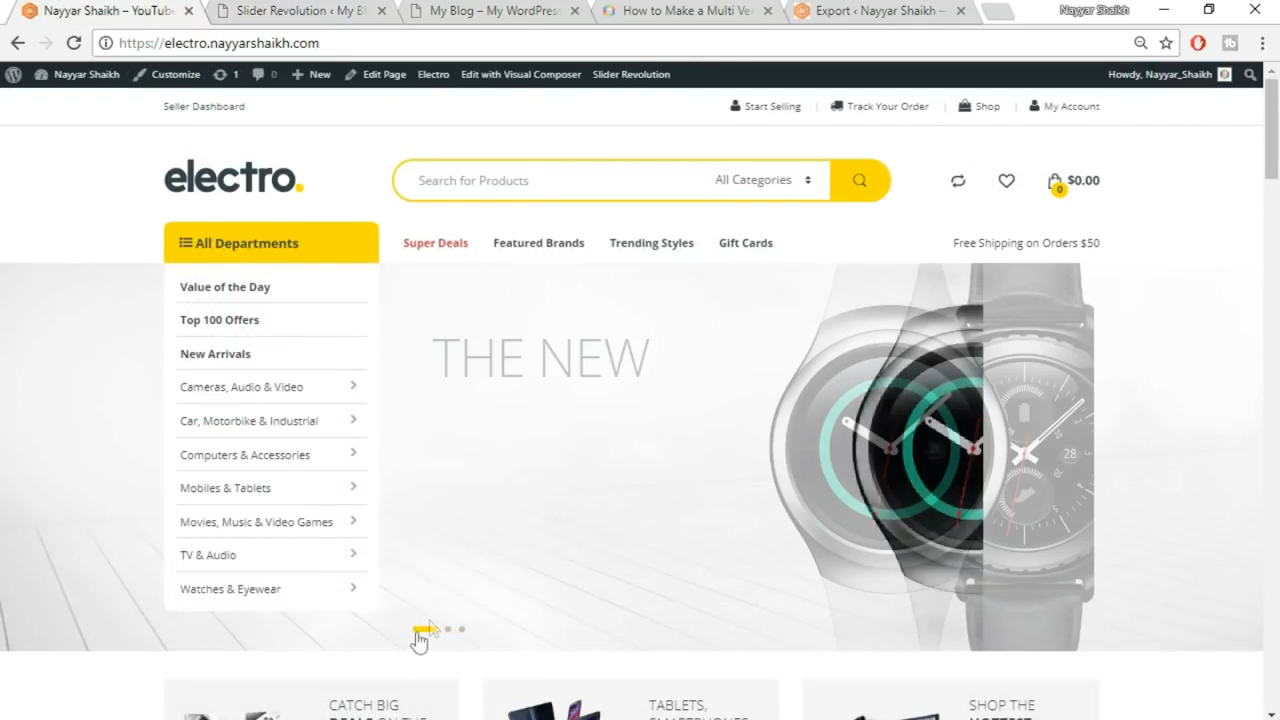 Nayyar Shaikh – YouTube
Slider Revolution ‹ My Bl
My Blog – My WordPress
How to Make a Multi Ve
Export ‹ Nayyar Shaikh —
Nayyar Shaikh
https://electro.nayyarshaikh.com
Nayyar Shaikh Customize 1 0 New Edit Page Electro Edit with Visual Composer Slider Revolution Howdy, Nayyar_Shaikh
Seller Dashboard Start Selling Track Your Order Shop My Account
electro.
Search for Products All Categories
0 $0.00
All Departments
Super Deals Featured Brands Trending Styles Gift Cards Free Shipping on Orders $50
Value of the Day
Top 100 Offers
New Arrivals
Cameras, Audio & Video
Car, Motorbike & Industrial
Computers & Accessories
Mobiles & Tablets
Movies, Music & Video Games
TV & Audio
Watches & Eyewear
THE NEW
28
CATCH BIG
DEALS ON THE
TABLETS,
SMARTPHONES
SHOP THE
HOTTEST